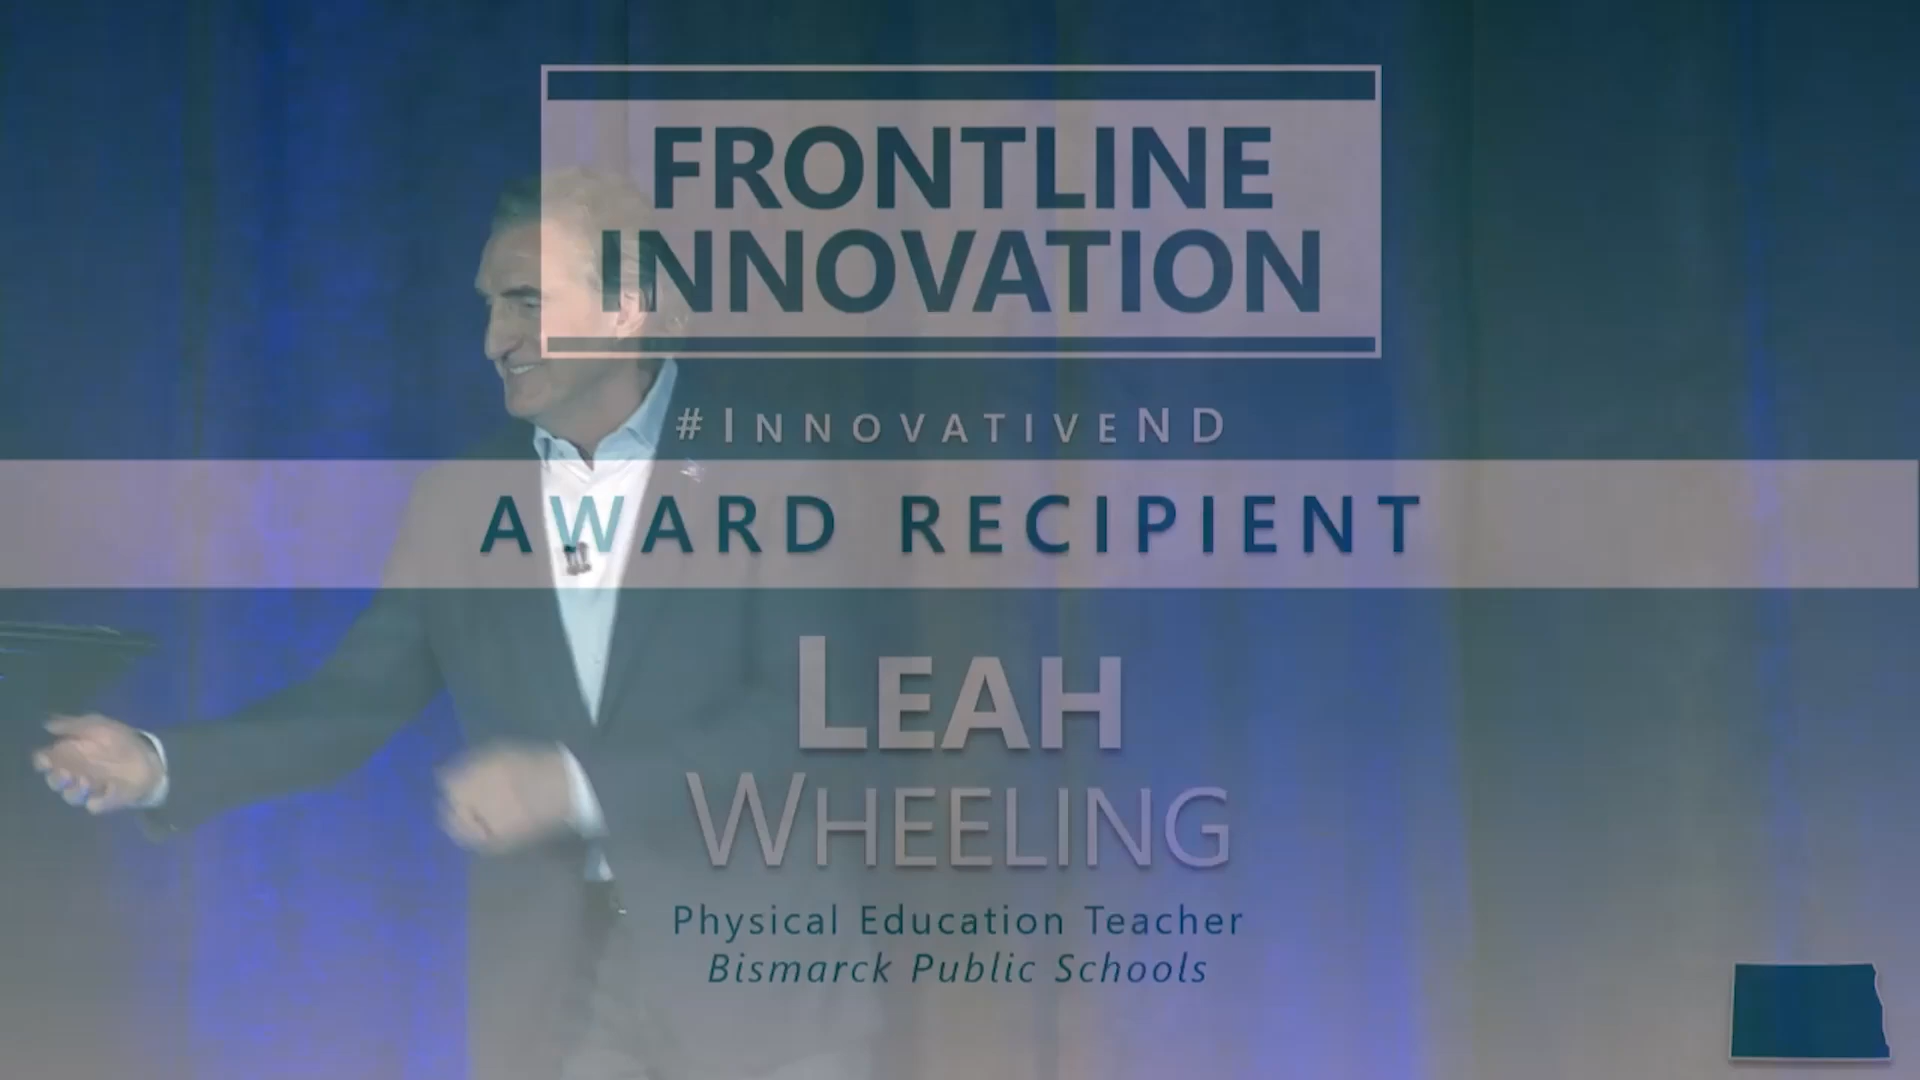 FRONTLINE
INNOVATION
#INNOVATIVEND
AWARD RECIPIENT
LEAH
WHEELING
Physical Education Teacher
Bismarck Public Schools